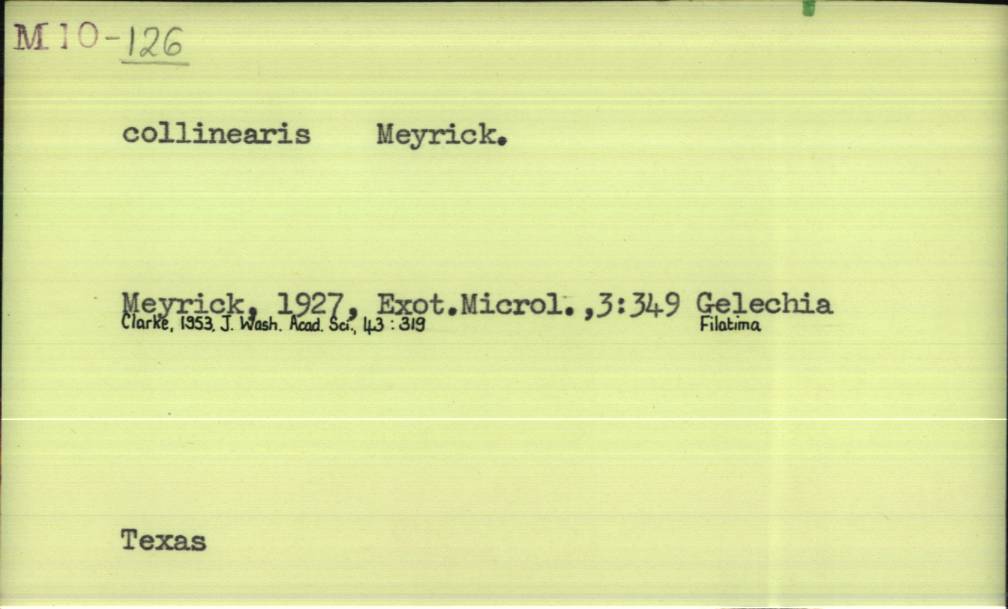 M 10-126
collinearis Meyrick.
Meyrick, 1927, Exot.Microl.,3:349 Gelechia
Clarke, 1953, J. Wash. Acad. Sci., 43:319 Filatima
Texas